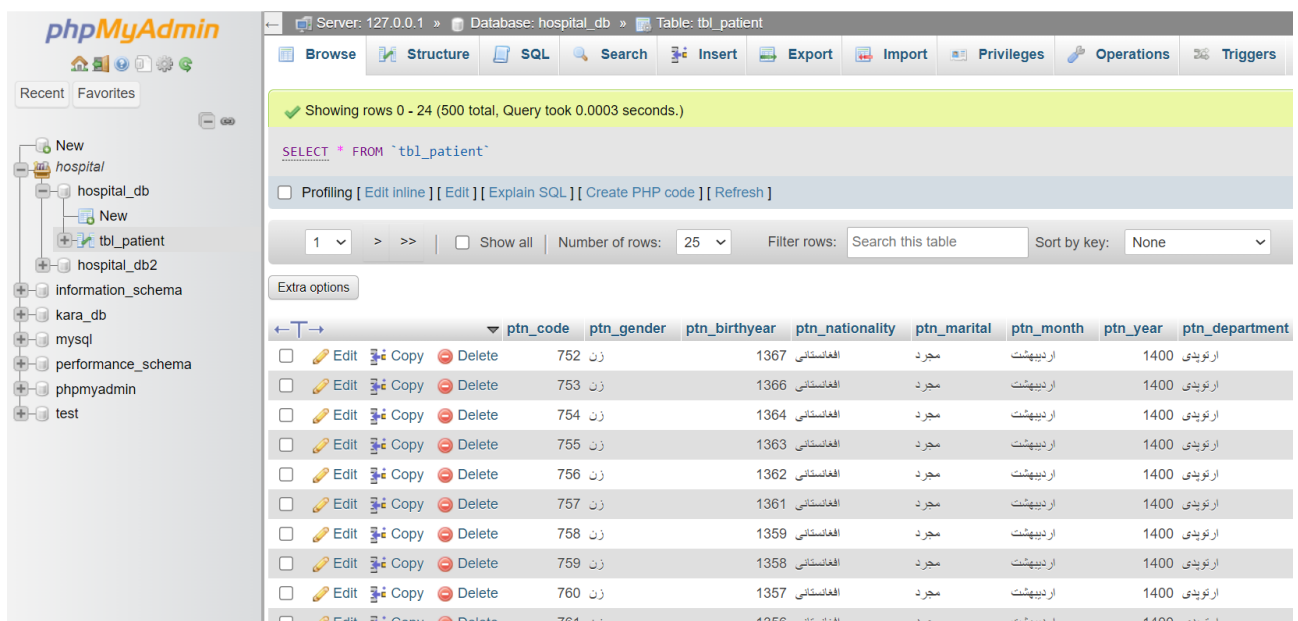 phpMyAdmin
Recent Favorites
New
hospital
hospital_db
New
tbl_patient
hospital_db2
information_schema
kara_db
mysql
performance_schema
phpmyadmin
test
Server: 127.0.0.1 » Database: hospital_db » Table: tbl_patient
Browse Structure SQL Search Insert Export Import Privileges Operations Triggers
Showing rows 0 - 24 (500 total, Query took 0.0003 seconds.)
SELECT * FROM `tbl_patient`
Profiling [ Edit inline ] [ Edit ] [ Explain SQL ] [ Create PHP code ] [ Refresh ]
1 > >> | Show all | Number of rows: 25 Filter rows: Search this table Sort by key: None
Extra options
ptn_code ptn_gender ptn_birthyear ptn_nationality ptn_marital ptn_month ptn_year ptn_department
Edit Copy Delete 752 زن 1367 افغانستانی مجرد اردیبهشت 1400 ارتوپدی
Edit Copy Delete 753 زن 1366 افغانستانی مجرد اردیبهشت 1400 ارتوپدی
Edit Copy Delete 754 زن 1364 افغانستانی مجرد اردیبهشت 1400 ارتوپدی
Edit Copy Delete 755 زن 1363 افغانستانی مجرد اردیبهشت 1400 ارتوپدی
Edit Copy Delete 756 زن 1362 افغانستانی مجرد اردیبهشت 1400 ارتوپدی
Edit Copy Delete 757 زن 1361 افغانستانی مجرد اردیبهشت 1400 ارتوپدی
Edit Copy Delete 758 زن 1359 افغانستانی مجرد اردیبهشت 1400 ارتوپدی
Edit Copy Delete 759 زن 1358 افغانستانی مجرد اردیبهشت 1400 ارتوپدی
Edit Copy Delete 760 زن 1357 افغانستانی مجرد اردیبهشت 1400 ارتوپدی